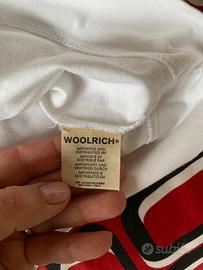 WOOLRICH®
IMPORTED AND
DISTRIBUTED BY
IMPORTÉ ET
DISTRIBUÉ PAR
IMPORTIERT UND
VERTRIEB DURCH
IMPORTATO E
DISTRIBUITO DA
subito